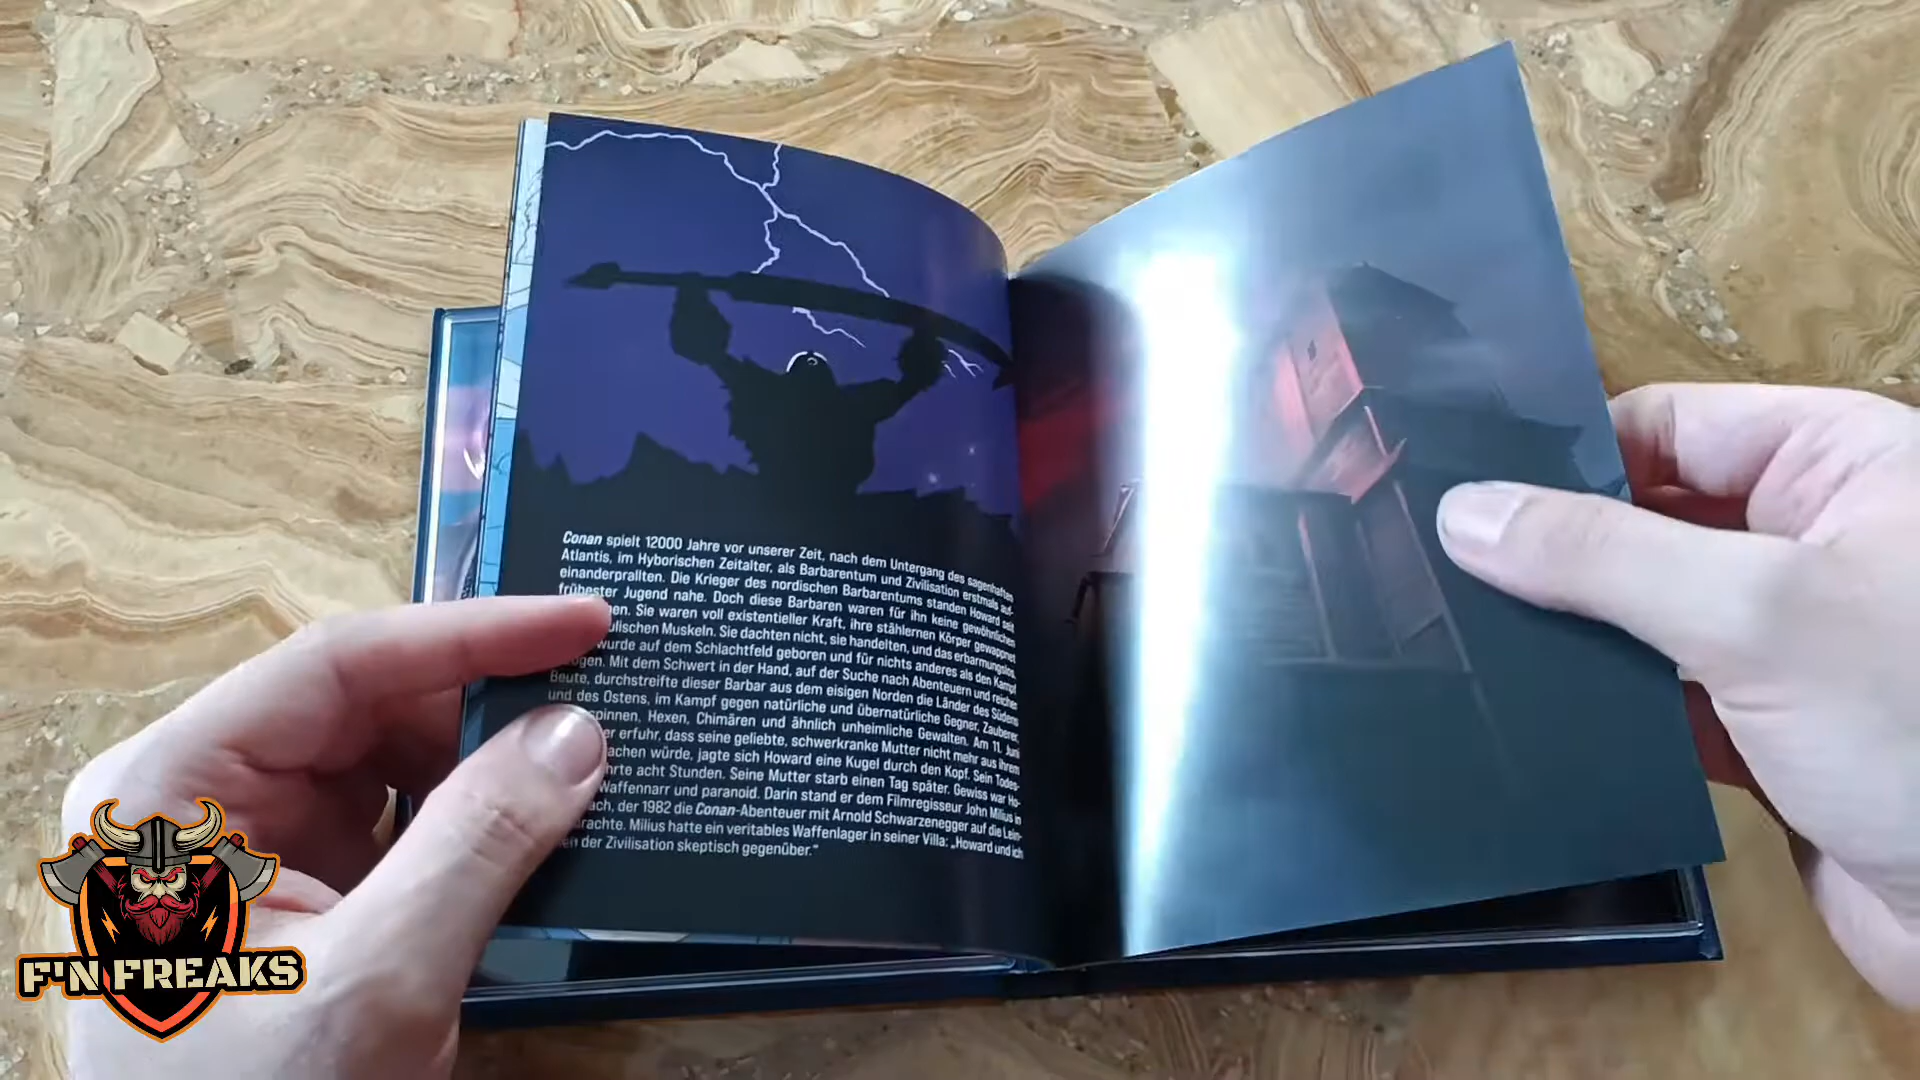 Conan spielt 12000 Jahre vor unserer Zeit, nach dem Untergang des sagenhaften
Atlantis, im Hyborischen Zeitalter, als Barbarentum und Zivilisation erstmals auf-
einanderprallten. Die Krieger des nordischen Barbarentums standen Howard seit
frühester Jugend nahe. Doch diese Barbaren waren für ihn keine gewöhnlichen
Sie waren voll existentieller Kraft, ihre stählernen Körper gewappnet
Muskeln. Sie dachten nicht, sie handelten, und das erbarmungslos.
wurde auf dem Schlachtfeld geboren und für nichts anderes als den Kampf
Mit dem Schwert in der Hand, auf der Suche nach Abenteuern und reicher
Beute, durchstreifte dieser Barbar aus dem eisigen Norden die Länder des Südens
und des Ostens, im Kampf gegen natürliche und übernatürliche Gegner, Zauberer,
spinnen, Hexen, Chimären und ähnlich unheimliche Gewalten. Am 11. Juni
er erfuhr, dass seine geliebte, schwerkranke Mutter nicht mehr aus ihrem
würde, jagte sich Howard eine Kugel durch den Kopf. Sein Todes-
acht Stunden. Seine Mutter starb einen Tag später. Gewiss war Ho-
Waffennarr und paranoid. Darin stand er dem Filmregisseur John Milius in
der 1982 die Conan-Abenteuer mit Arnold Schwarzenegger auf die Lein-
Milius hatte ein veritables Waffenlager in seiner Villa: „Howard und ich
der Zivilisation skeptisch gegenüber."
F'N FREAKS